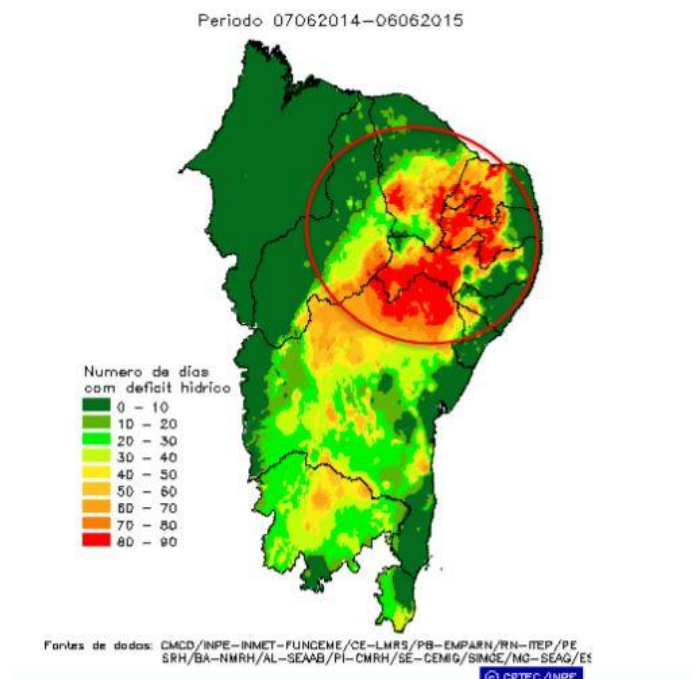 Periodo 07062014-06062015
Numero de dias
com deficit hidrico
0 - 10
10 - 20
20 - 30
30 - 40
40 - 50
50 - 60
60 - 70
70 - 80
80 - 90
Fontes de dados: CMCD/INPE-INMET-FUNCEME/CE-LMRS/PB-EMPARN/RN-ITEP/PE
SRH/BA-NMRH/AL-SEAAB/PI-CMRH/SE-CEMIG/SIMGE/MG-SEAG/ES
© CPTEC/INPE